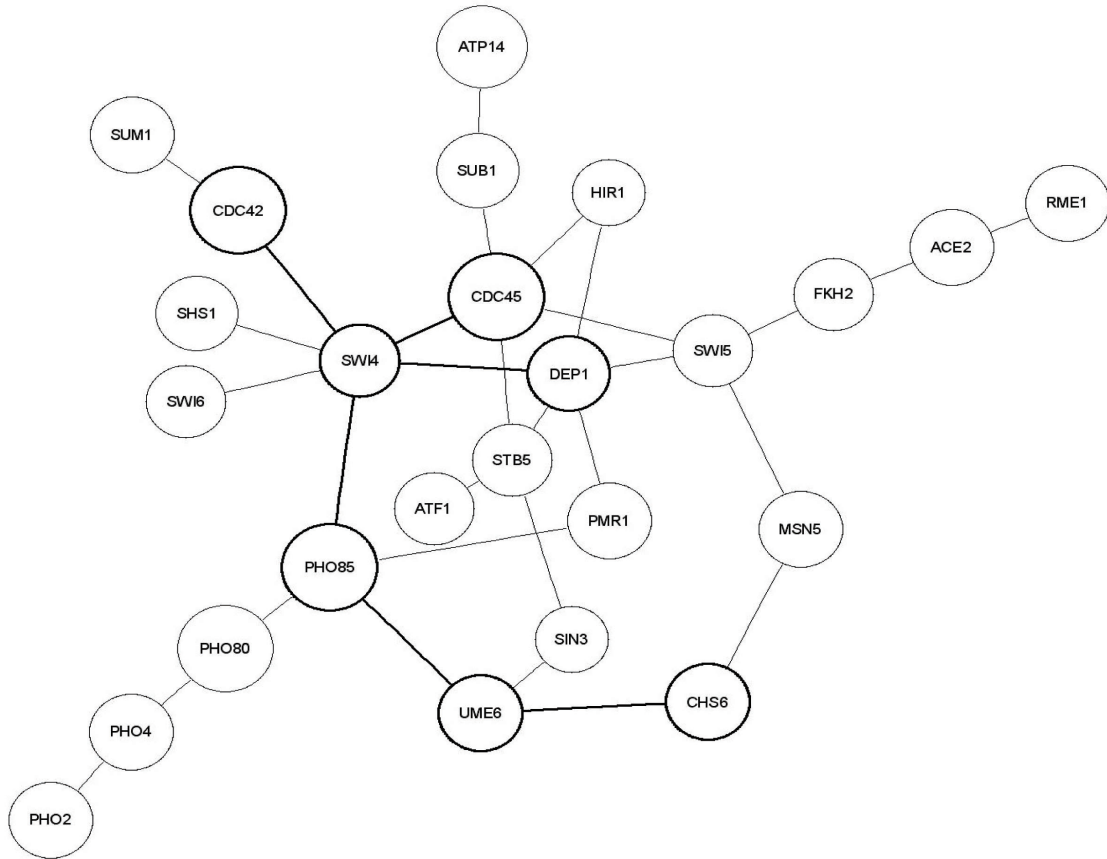 ATP14
SUM1
SUB1
HIR1
RME1
CDC42
ACE2
CDC45
FKH2
SHS1
SWI4
SWI5
DEP1
SWI6
STB5
ATF1
PMR1
MSN5
PHO85
SIN3
PHO80
CHS6
UME6
PHO4
PHO2